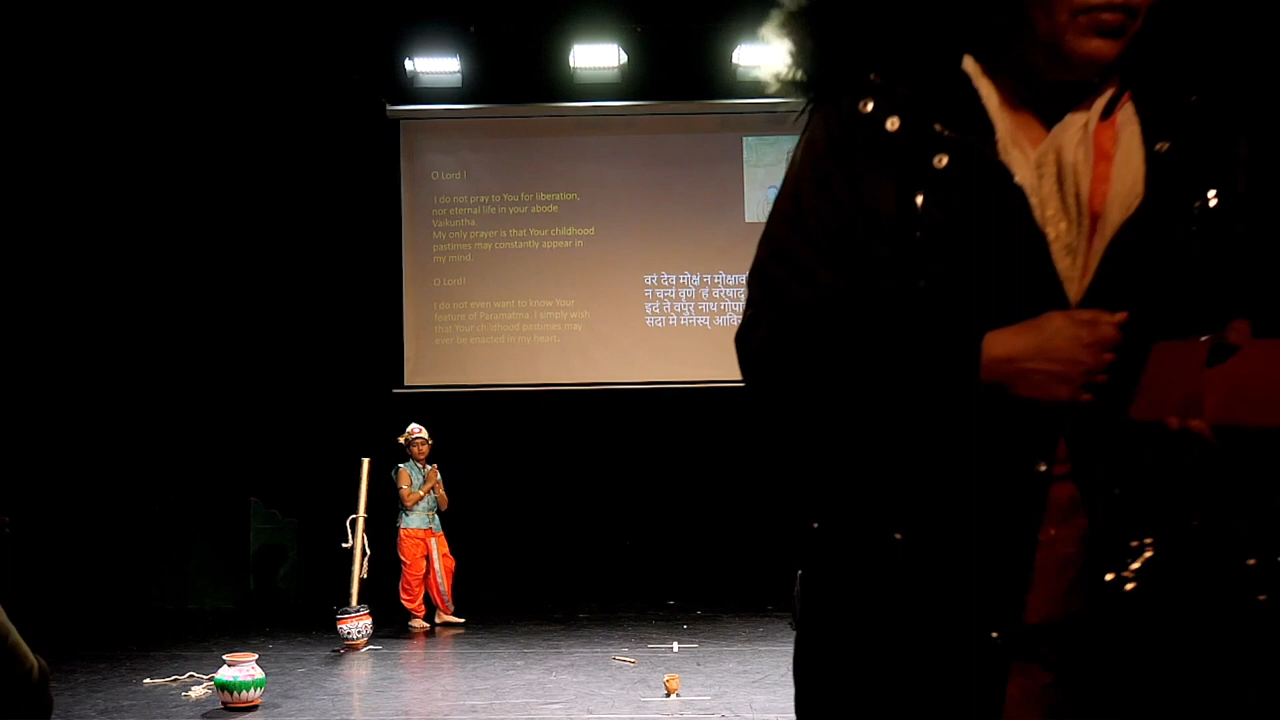 O Lord !
I do not pray to You for liberation,
nor eternal life in your abode
Vaikuntha.
My only prayer is that Your childhood
pastimes may constantly appear in
my mind.
O Lord!
I do not even want to know Your
feature of Paramatma. I simply wish
that Your childhood pastimes may
ever be enacted in my heart.
वरं देव मोक्षं न
न चन्यं वृणे ‘हं वरेषाद्
इदं ते वपुर् नाथ
सदा मे मनस्य्